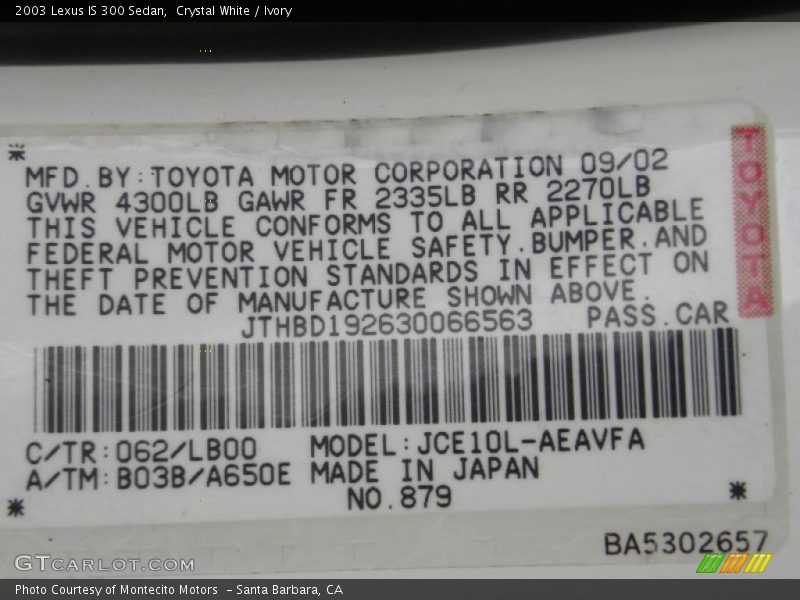 2003 Lexus IS 300 Sedan,  Crystal White / Ivory
MFD.BY:TOYOTA MOTOR CORPORATION 09/02
GVWR 4300LB GAWR FR 2335LB RR 2270LB
THIS VEHICLE CONFORMS TO ALL APPLICABLE
FEDERAL MOTOR VEHICLE SAFETY.BUMPER.AND
THEFT PREVENTION STANDARDS IN EFFECT ON
THE DATE OF MANUFACTURE SHOWN ABOVE.
JTHBD192630066563 PASS.CAR
TOYOTA
C/TR:062/LB00 MODEL:JCE10L-AEAVFA
A/TM:B03B/A650E MADE IN JAPAN
NO.879
BA5302657
GTCARLOT.COM
Photo Courtesy of Montecito Motors  - Santa Barbara, CA